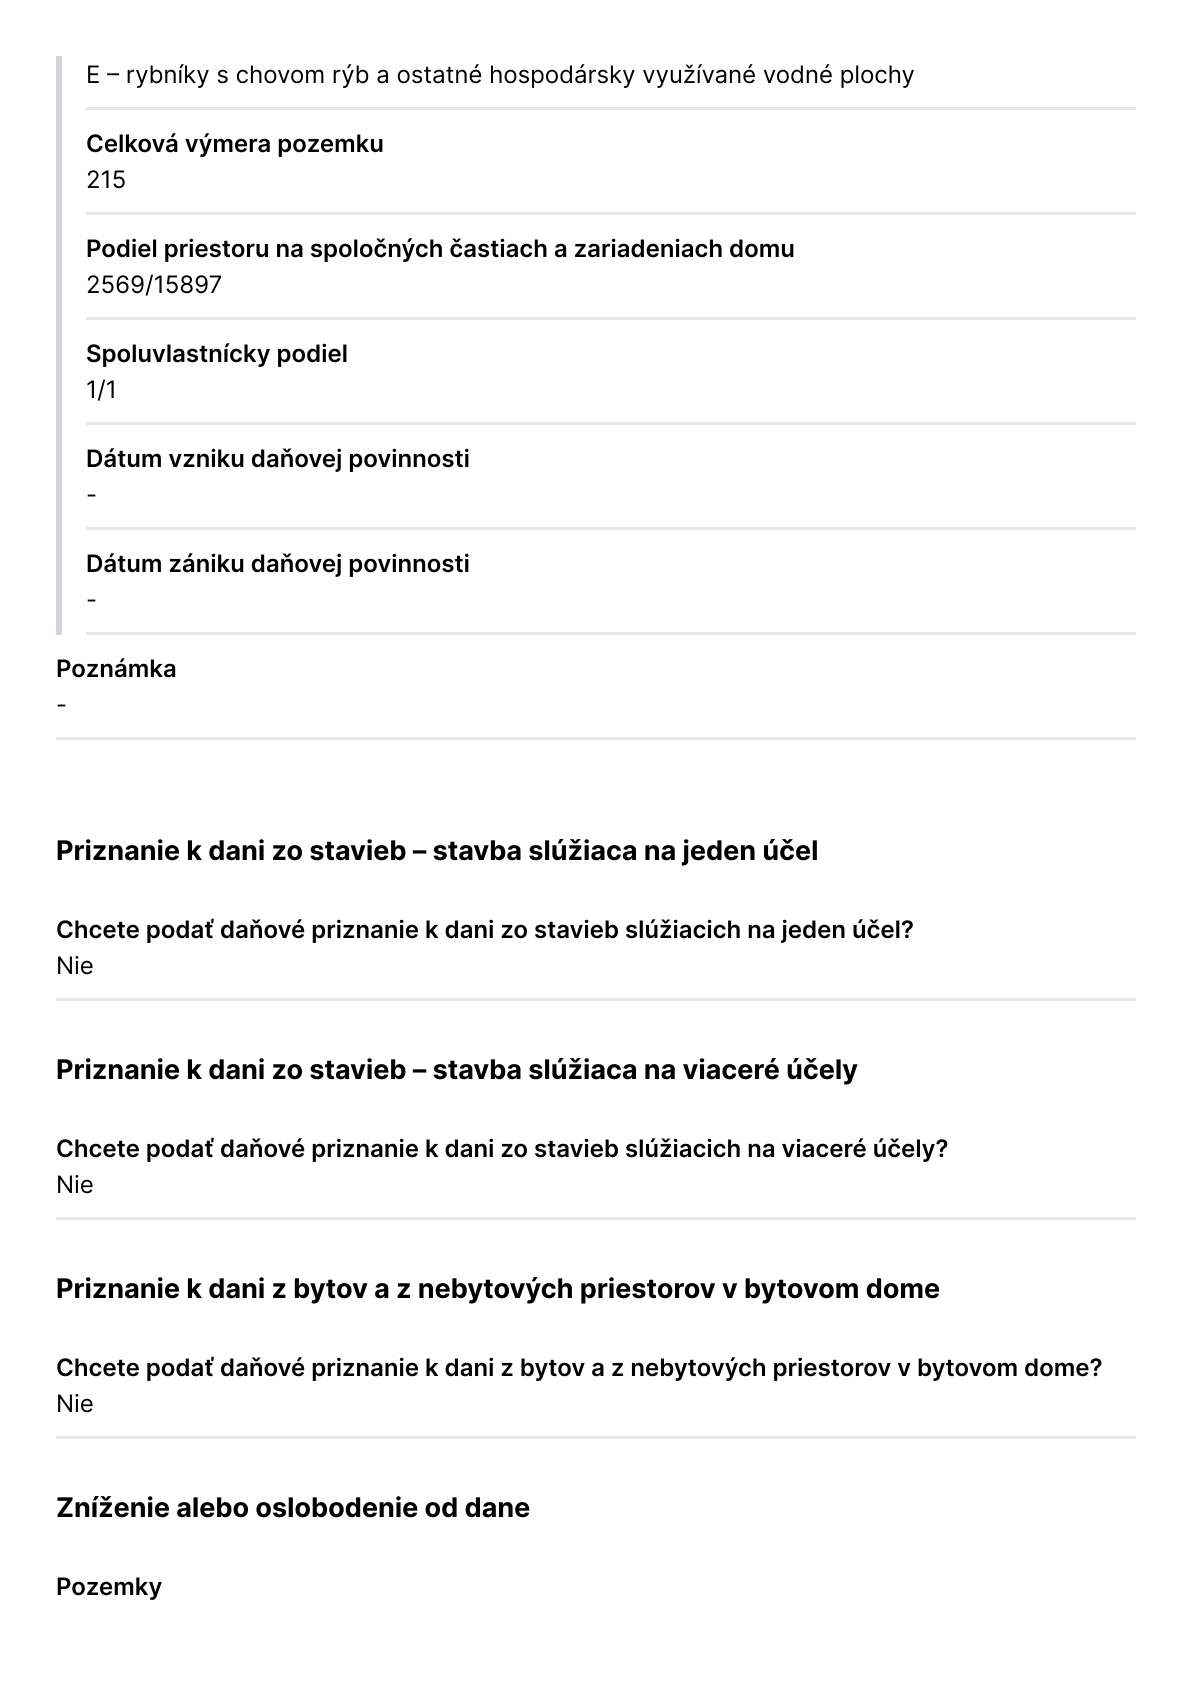 E – rybníky s chovom rýb a ostatné hospodársky využívané vodné plochy
Celková výmera pozemku
215
Podiel priestoru na spoločných častiach a zariadeniach domu
2569/15897
Spoluvlastnícky podiel
1/1
Dátum vzniku daňovej povinnosti
-
Dátum zániku daňovej povinnosti
-
Poznámka
-
Priznanie k dani zo stavieb – stavba slúžiaca na jeden účel
Chcete podať daňové priznanie k dani zo stavieb slúžiacich na jeden účel?
Nie
Priznanie k dani zo stavieb – stavba slúžiaca na viaceré účely
Chcete podať daňové priznanie k dani zo stavieb slúžiacich na viaceré účely?
Nie
Priznanie k dani z bytov a z nebytových priestorov v bytovom dome
Chcete podať daňové priznanie k dani z bytov a z nebytových priestorov v bytovom dome?
Nie
Zníženie alebo oslobodenie od dane
Pozemky